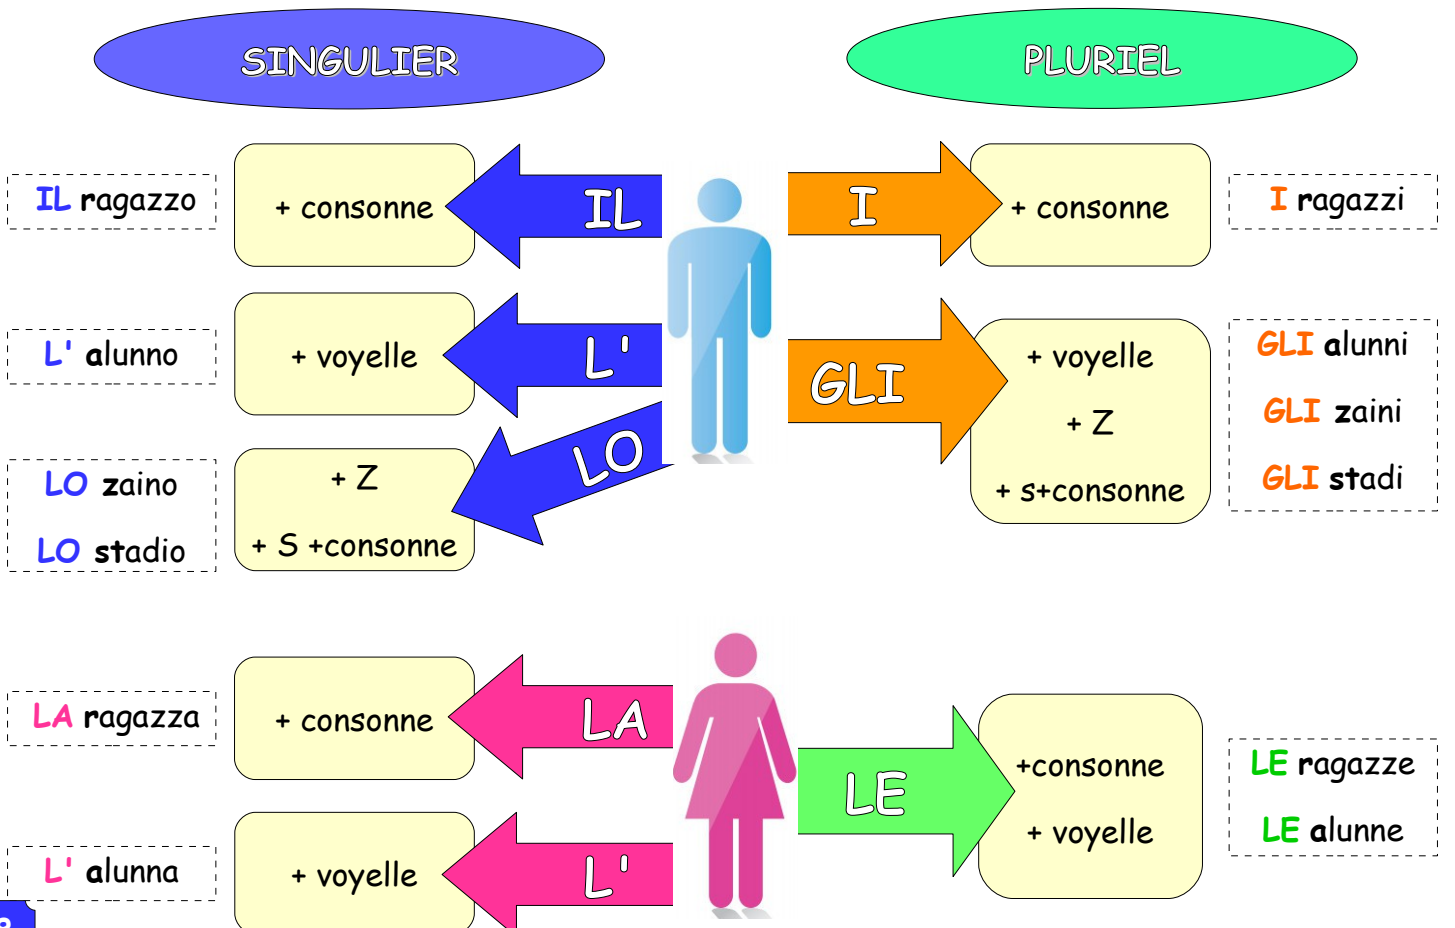 SINGULIER
PLURIEL
IL ragazzo
+ consonne
IL
I
+ consonne
I ragazzi
L' alunno
+ voyelle
L'
GLI
+ voyelle
+ Z
+ s+consonne
GLI alunni
GLI zaini
GLI stadi
LO zaino
LO stadio
+ Z
+ S +consonne
LO
LA ragazza
+ consonne
LA
LE
+consonne
+ voyelle
LE ragazze
LE alunne
L' alunna
+ voyelle
L'